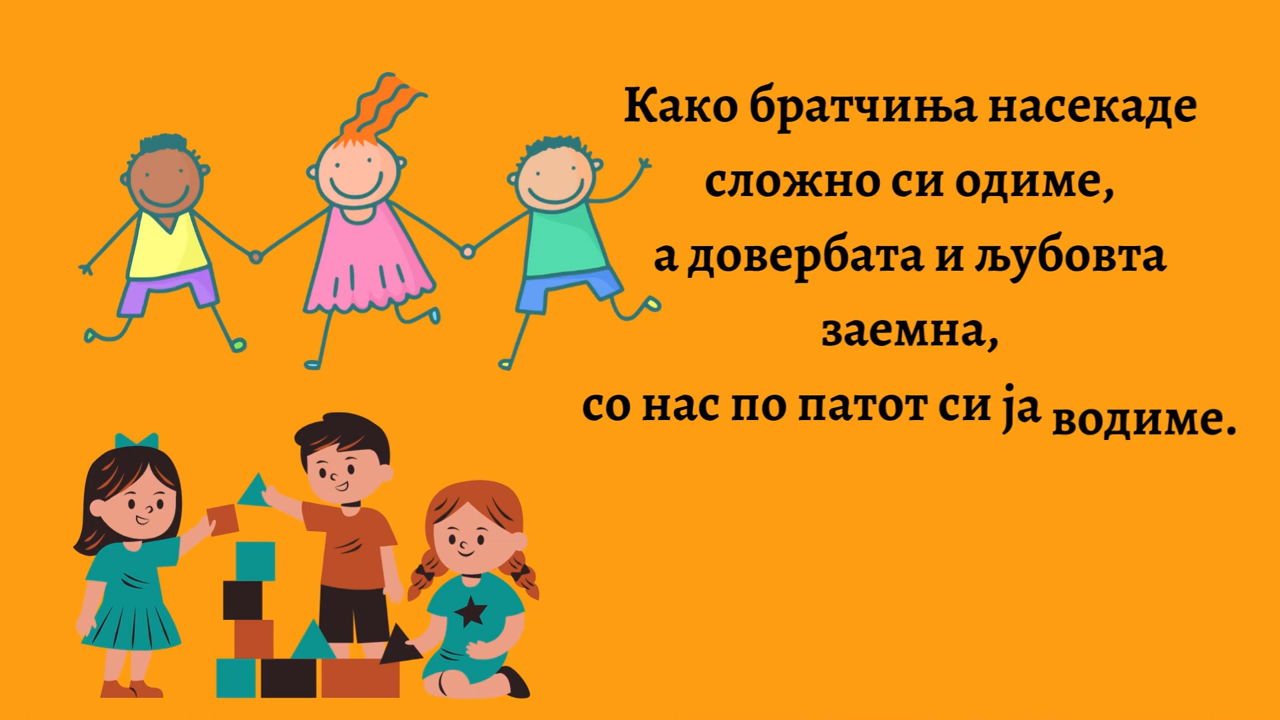 Како братчиња насекаде
сложно си одиме,
а довербата и љубовта
заемна,
со нас по патот си ја водиме.